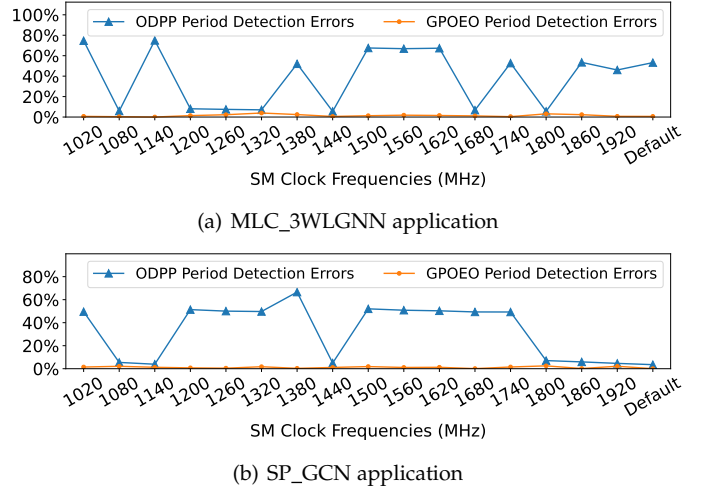 100%
80%
60%
40%
20%
0%
ODPP Period Detection Errors GPOEO Period Detection Errors
1020 1080 1140 1200 1260 1320 1380 1440 1500 1560 1620 1680 1740 1800 1860 1920 Default
SM Clock Frequencies (MHz)
(a) MLC_3WLGNN application
80%
60%
40%
20%
0%
ODPP Period Detection Errors GPOEO Period Detection Errors
1020 1080 1140 1200 1260 1320 1380 1440 1500 1560 1620 1680 1740 1800 1860 1920 Default
SM Clock Frequencies (MHz)
(b) SP_GCN application